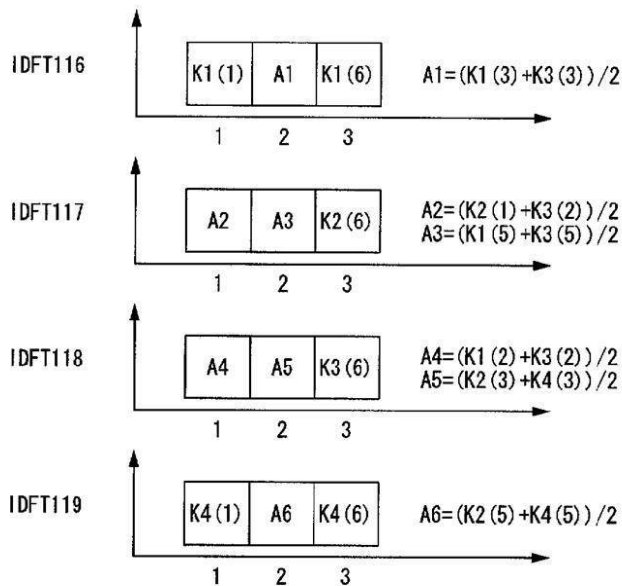 IDFT116
K1(1) A1 K1(6) A1=(K1(3)+K3(3))/2
1 2 3
IDFT117
A2 A3 K2(6)
A2=(K2(1)+K3(2))/2
A3=(K1(5)+K3(5))/2
1 2 3
IDFT118
A4 A5 K3(6)
A4=(K1(2)+K3(2))/2
A5=(K2(3)+K4(3))/2
1 2 3
IDFT119
K4(1) A6 K4(6) A6=(K2(5)+K4(5))/2
1 2 3